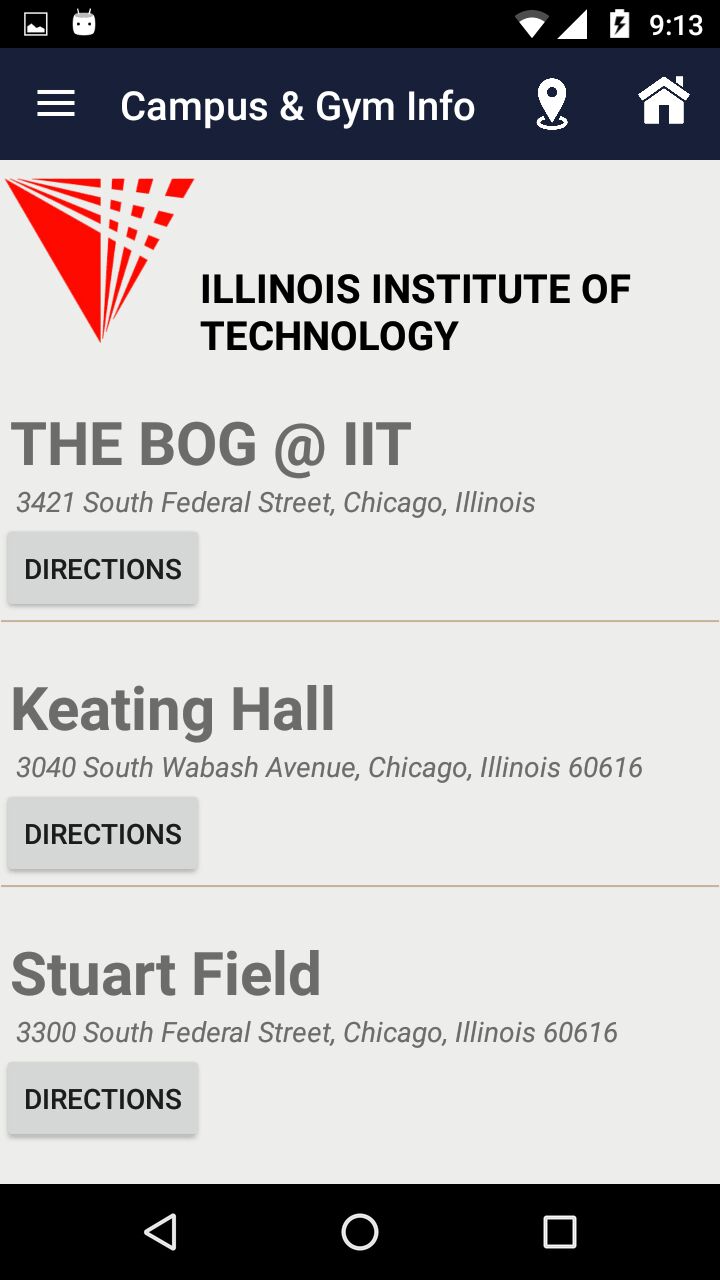 9:13
Campus & Gym Info
ILLINOIS INSTITUTE OF
TECHNOLOGY
THE BOG @ IIT
3421 South Federal Street, Chicago, Illinois
DIRECTIONS
Keating Hall
3040 South Wabash Avenue, Chicago, Illinois 60616
DIRECTIONS
Stuart Field
3300 South Federal Street, Chicago, Illinois 60616
DIRECTIONS